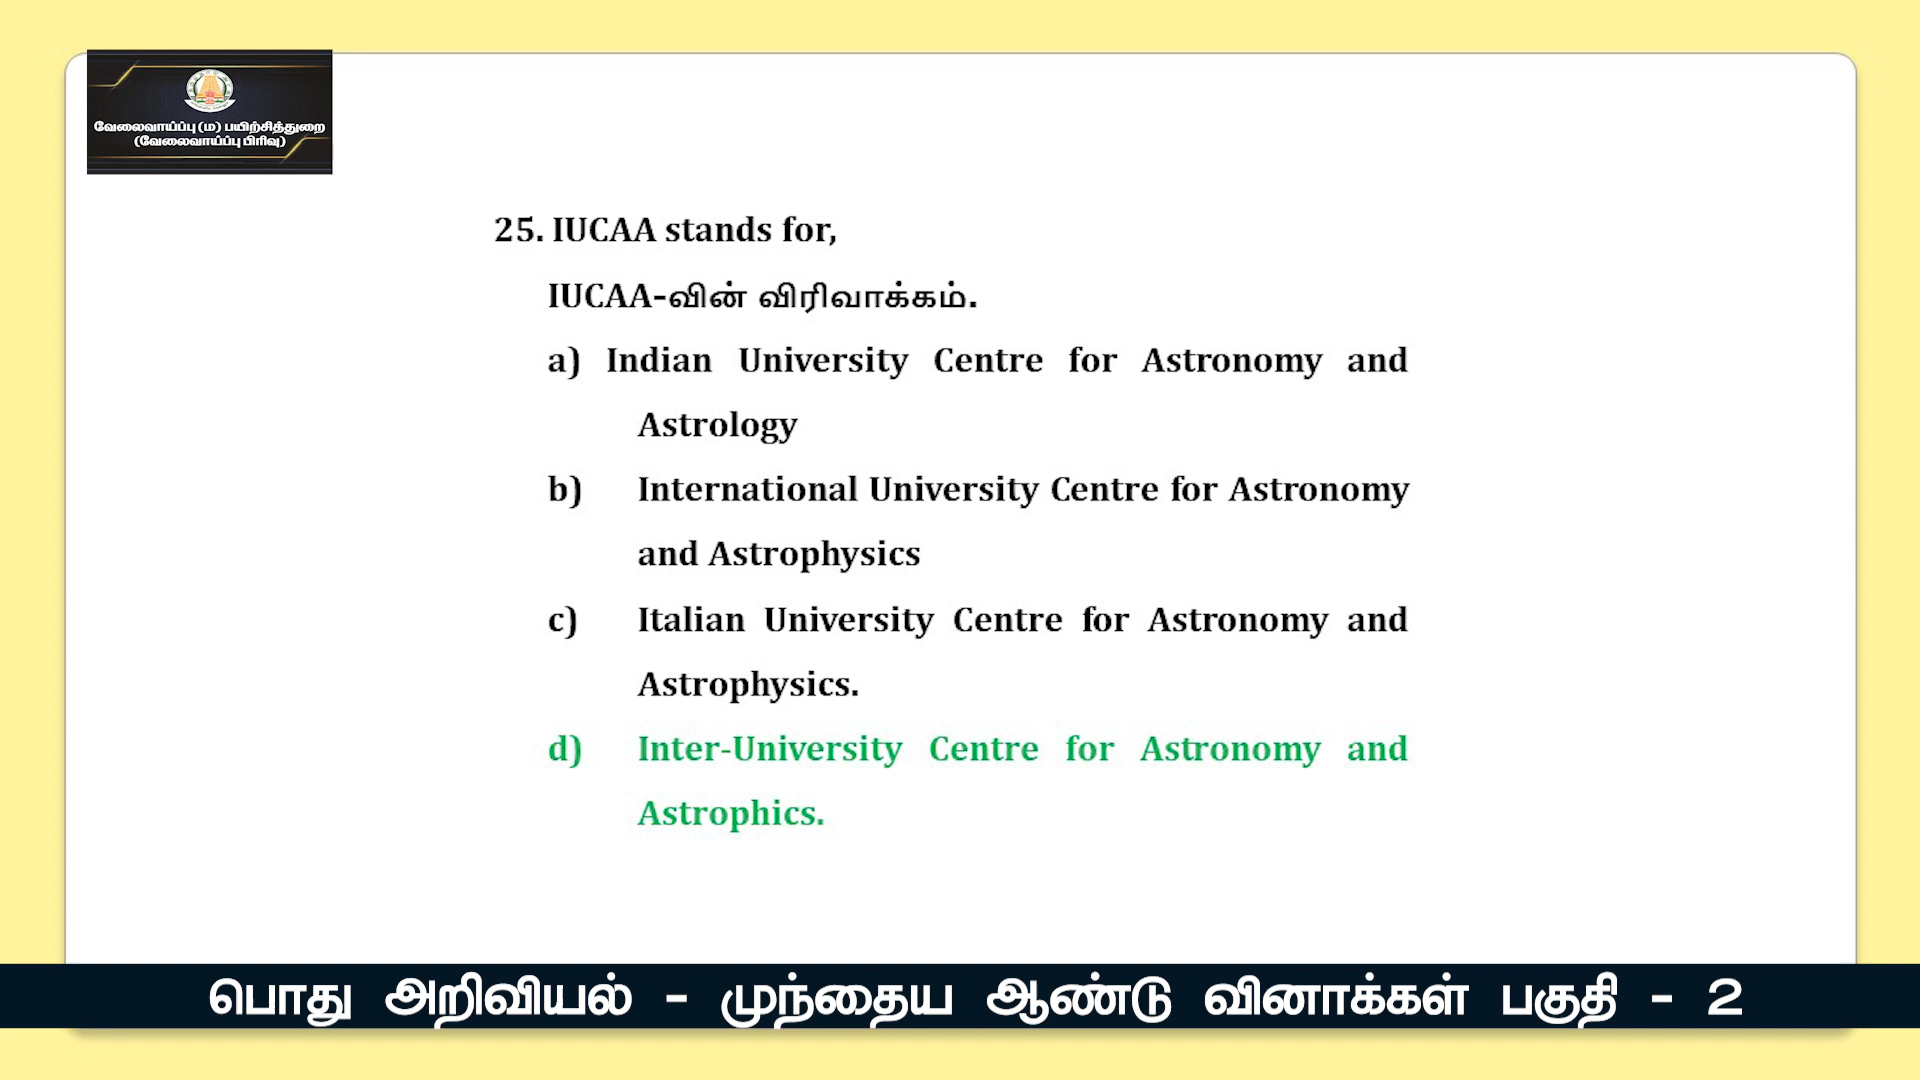 வேலைவாய்ப்பு (ம) பயிற்சித்துறை
(வேலைவாய்ப்பு பிரிவு)
25. IUCAA stands for,
IUCAA-வின் விரிவாக்கம்.
a) Indian University Centre for Astronomy and
Astrology
b) International University Centre for Astronomy
and Astrophysics
c) Italian University Centre for Astronomy and
Astrophysics.
d) Inter-University Centre for Astronomy and
Astrophics.
பொது அறிவியல் - முந்தைய ஆண்டு வினாக்கள் பகுதி - 2